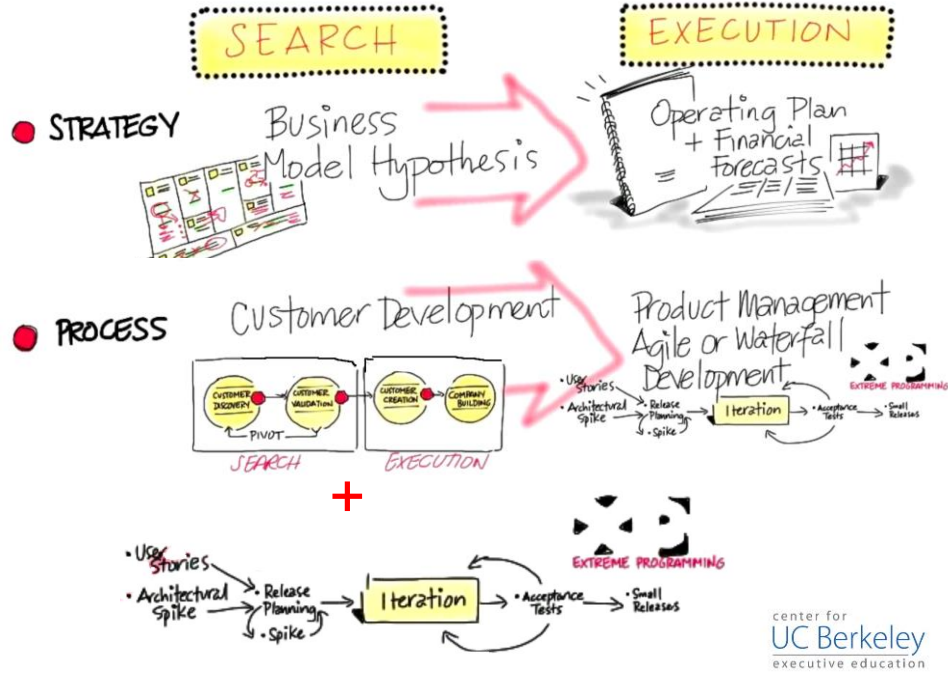 SEARCH
EXECUTION
STRATEGY
Business
Model Hypothesis
Operating Plan
+ Financial
Forecasts
PROCESS
Customer Development
CUSTOMER
DISCOVERY
CUSTOMER
VALIDATION
CUSTOMER
CREATION
COMPANY
BUILDING
PIVOT
SEARCH
EXECUTION
Product Management
Agile or Waterfall
Development
XP
EXTREME PROGRAMMING
• User
Stories
• Architectural
Spike
• Release
Planning
• Spike
Iteration
• Acceptance
Tests
• Small
Releases
+
XP
EXTREME PROGRAMMING
• User
Stories
• Architectural
Spike
• Release
Planning
• Spike
Iteration
• Acceptance
Tests
• Small
Releases
center for
UC Berkeley
executive education